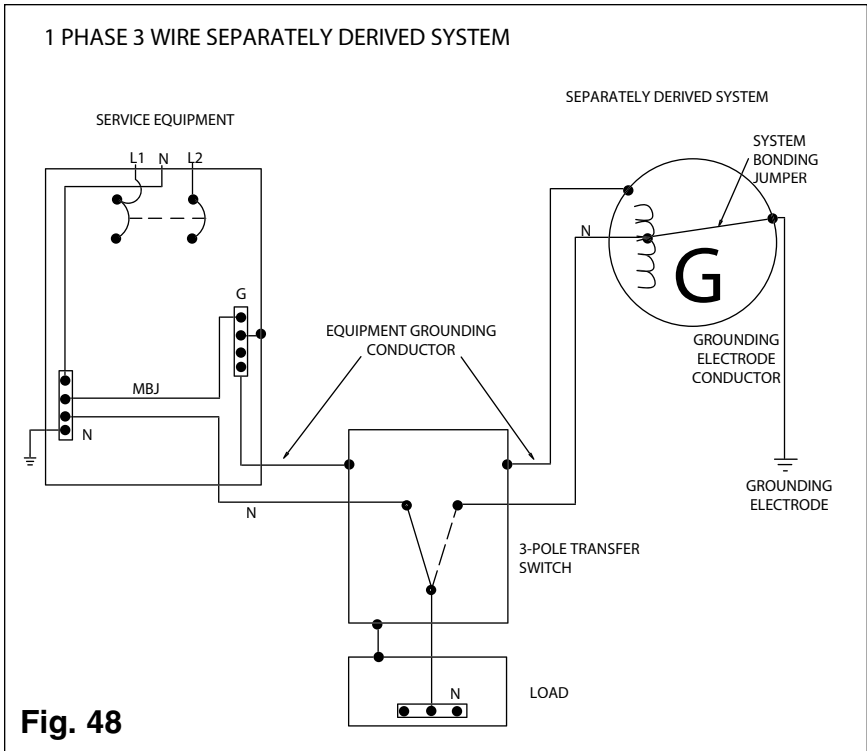 1 PHASE 3 WIRE SEPARATELY DERIVED SYSTEM
SEPARATELY DERIVED SYSTEM
SERVICE EQUIPMENT
SYSTEM
BONDING
JUMPER
L1 N L2
N
G
G
EQUIPMENT GROUNDING
CONDUCTOR
GROUNDING
ELECTRODE
CONDUCTOR
MBJ
N
GROUNDING
ELECTRODE
N
3-POLE TRANSFER
SWITCH
N
LOAD
Fig. 48